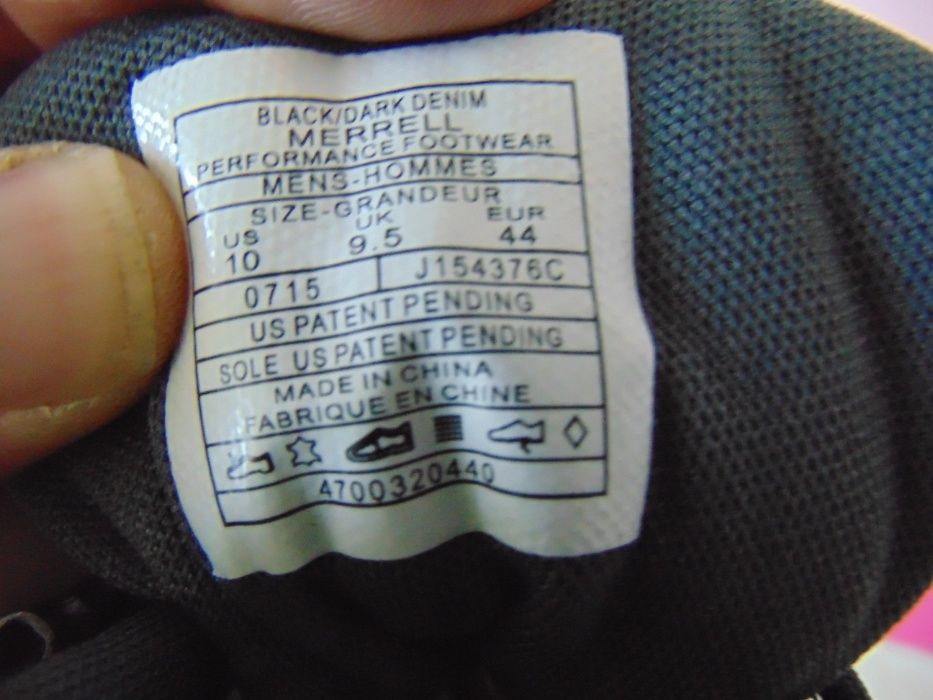 BLACK/DARK DENIM
MERRELL
PERFORMANCE FOOTWEAR
MENS-HOMMES
SIZE-GRANDEUR
US UK EUR
10 9.5 44
0715 J154376C
US PATENT PENDING
SOLE US PATENT PENDING
MADE IN CHINA
FABRIQUE EN CHINE
4700320440